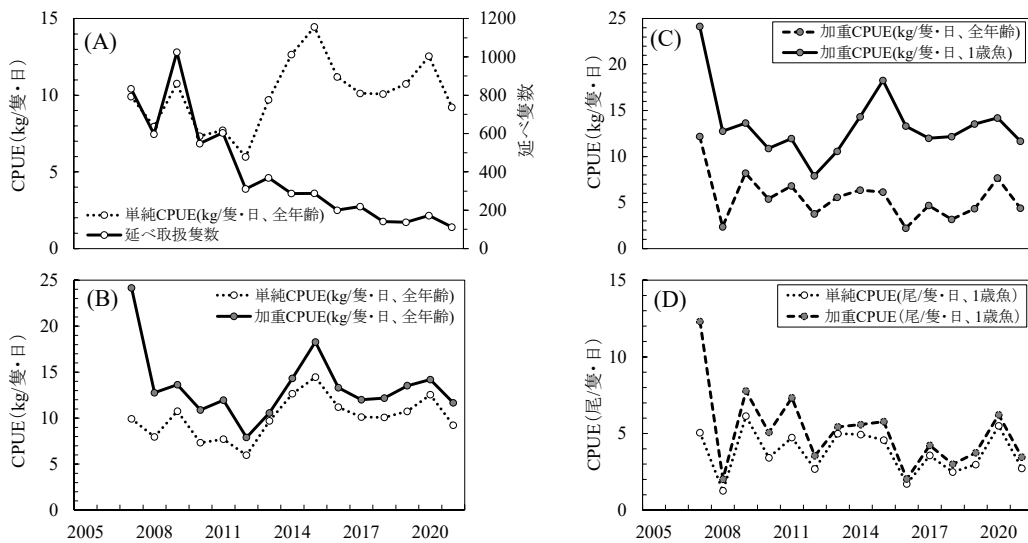 (A)
15
10
5
0
CPUE(kg/隻・日)
1200
1000
800
600
400
200
0
延べ隻数
単純CPUE(kg/隻・日、全年齢)
延べ取扱隻数
(B)
25
20
15
10
5
0
CPUE(kg/隻・日)
単純CPUE(kg/隻・日、全年齢)
加重CPUE(kg/隻・日、全年齢)
2005 2008 2011 2014 2017 2020
(C)
25
20
15
10
5
0
CPUE(kg/隻・日)
加重CPUE(kg/隻・日、全年齢)
加重CPUE(kg/隻・日、1歳魚)
(D)
15
10
5
0
CPUE(尾/隻・日)
単純CPUE(尾/隻・日、1歳魚)
加重CPUE(尾/隻・日、1歳魚)
2005 2008 2011 2014 2017 2020